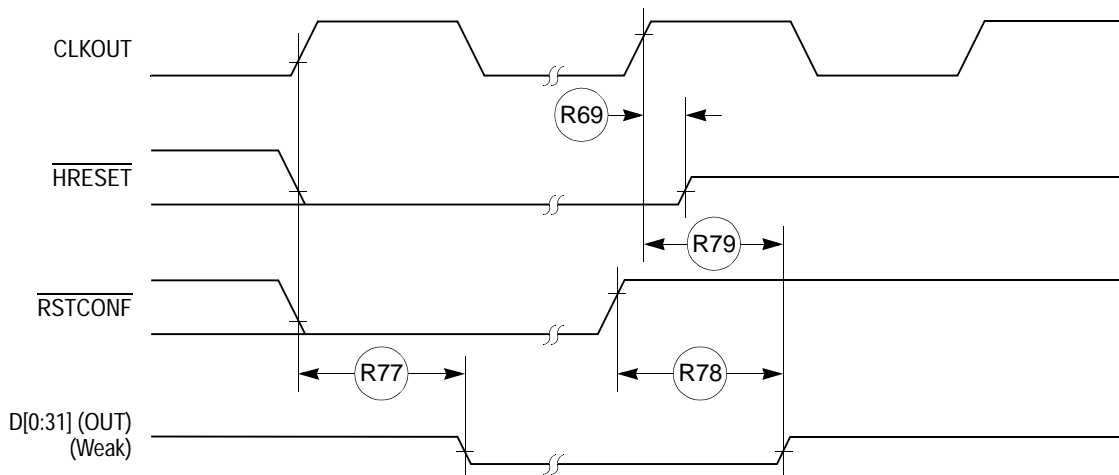 CLKOUT
R69
HRESET
R79
RSTCONF
R77
R78
D[0:31] (OUT)
(Weak)